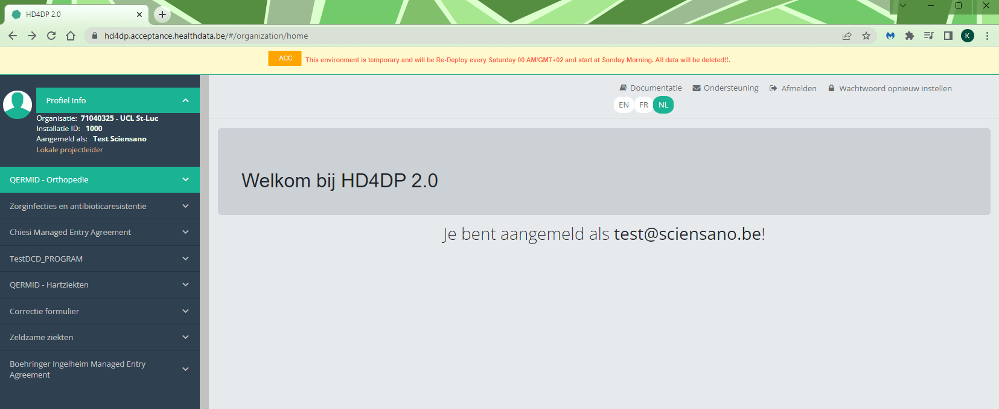 HD4DP 2.0
hd4dp.acceptance.healthdata.be/#/organization/home
K
ACC
This environment is temporary and will be Re-Deploy every Saturday 00 AM/GMT+02 and start at Sunday Morning. All data will be deleted!!.
Profiel Info
Organisatie: 71040325 - UCL St-Luc
Installatie ID: 1000
Aangemeld als: Test Sciensano
Lokale projectleider
QERMID - Orthopedie
Zorginfecties en antibioticaresistentie
Chiesi Managed Entry Agreement
TestDCD_PROGRAM
QERMID - Hartziekten
Correctie formulier
Zeldzame ziekten
Boehringer Ingelheim Managed Entry
Agreement
Documentatie Ondersteuning Afmelden Wachtwoord opnieuw instellen
EN FR NL
Welkom bij HD4DP 2.0
Je bent aangemeld als test@sciensano.be!